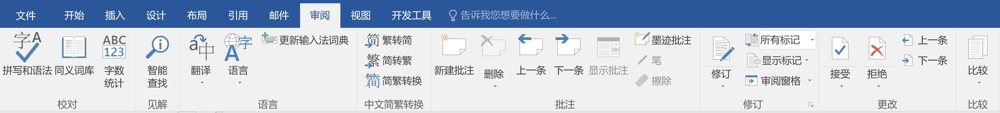 文件 开始 插入 设计 布局 引用 邮件 审阅 视图 开发工具 告诉我您想要做什么...
字A
拼写和语法
同义词库
ABC
123
字数
统计
校对
智能
查找
见解
a中
翻译
A字
语言
更新输入法词典
语言
简 繁转简
繁 简转繁
繁简 简繁转换
中文简繁转换
新建批注
删除
上一条
下一条
显示批注
墨迹批注
笔
擦除
批注
修订
所有标记
显示标记
审阅窗格
修订
接受
拒绝
上一条
下一条
更改
比较
比较